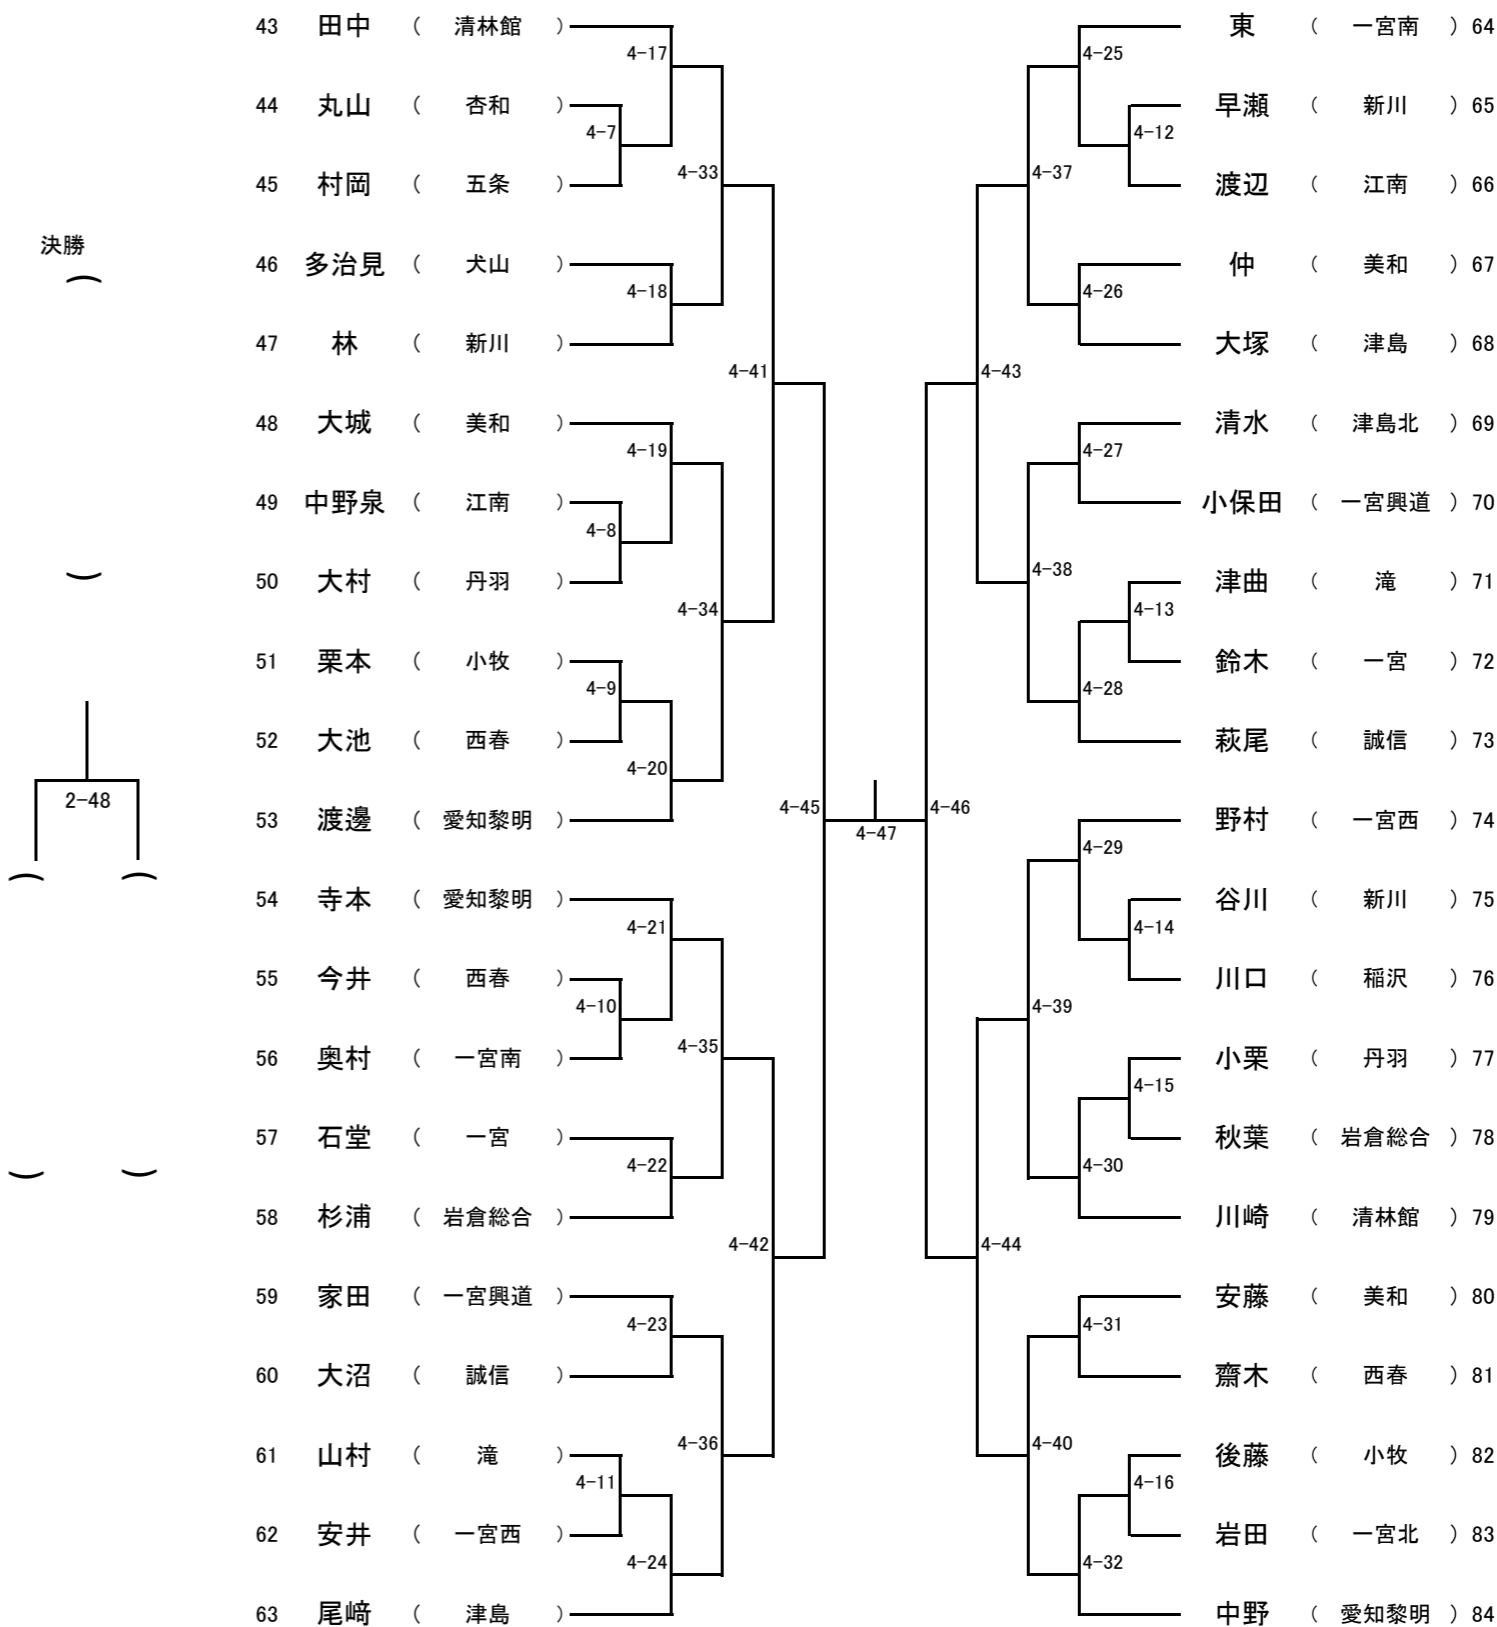 43 田中 ( 清林館 )
4-17
44 丸山 ( 杏和 )
4-7
4-33
45 村岡 ( 五条 )
46 多治見 ( 犬山 )
4-18
47 林 ( 新川 )
4-41
48 大城 ( 美和 )
4-19
49 中野泉 ( 江南 )
4-8
50 大村 ( 丹羽 )
4-34
51 栗本 ( 小牧 )
4-9
52 大池 ( 西春 )
4-20
53 渡邊 ( 愛知黎明 )
4-45
54 寺本 ( 愛知黎明 )
4-21
55 今井 ( 西春 )
4-10
4-35
56 奥村 ( 一宮南 )
57 石堂 ( 一宮 )
4-22
58 杉浦 ( 岩倉総合 )
4-42
59 家田 ( 一宮興道 )
4-23
60 大沼 ( 誠信 )
4-36
61 山村 ( 滝 )
4-11
62 安井 ( 一宮西 )
4-24
63 尾﨑 ( 津島 )
決勝
( )
2-48
( ) ( )
4-47
東 ( 一宮南 ) 64
4-25
早瀬 ( 新川 ) 65
4-12
4-37
渡辺 ( 江南 ) 66
仲 ( 美和 ) 67
4-26
大塚 ( 津島 ) 68
4-43
清水 ( 津島北 ) 69
4-27
小保田 ( 一宮興道 ) 70
4-38
津曲 ( 滝 ) 71
4-13
鈴木 ( 一宮 ) 72
4-28
萩尾 ( 誠信 ) 73
4-46
野村 ( 一宮西 ) 74
4-29
谷川 ( 新川 ) 75
4-14
川口 ( 稲沢 ) 76
4-39
小栗 ( 丹羽 ) 77
4-15
秋葉 ( 岩倉総合 ) 78
4-30
川崎 ( 清林館 ) 79
4-44
安藤 ( 美和 ) 80
4-31
齋木 ( 西春 ) 81
4-40
後藤 ( 小牧 ) 82
4-16
岩田 ( 一宮北 ) 83
4-32
中野 ( 愛知黎明 ) 84